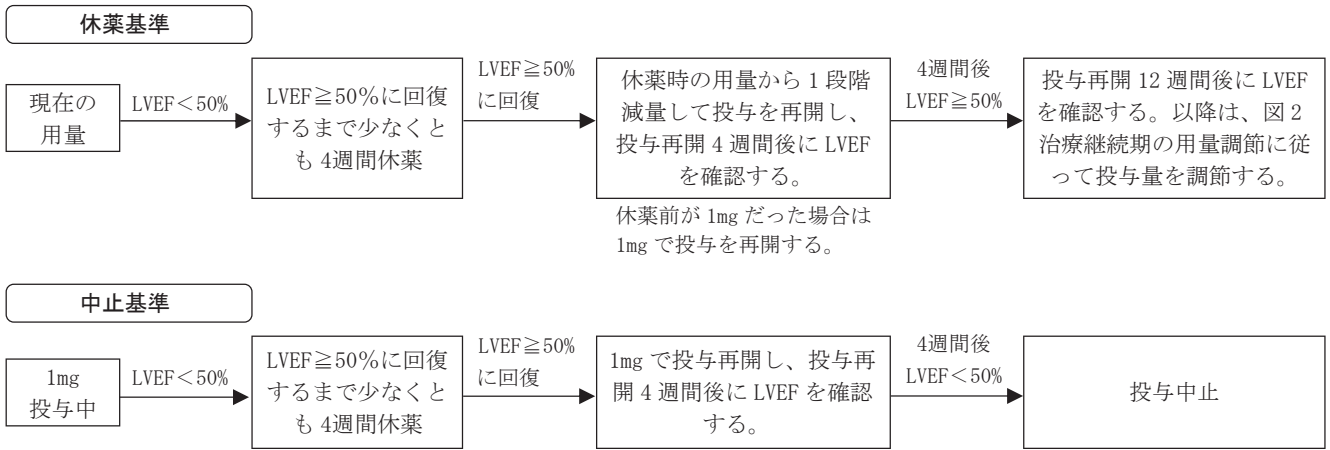 休薬基準
現在の
用量
LVEF＜50%
LVEF≧50%に回復
するまで少なくと
も 4週間休薬
LVEF≧50%
に回復
休薬時の用量から 1 段階
減量して投与を再開し、
投与再開 4 週間後に LVEF
を確認する。
休薬前が 1mg だった場合は
1mg で投与を再開する。
4週間後
LVEF≧50%
投与再開 12 週間後に LVEF
を確認する。以降は、図 2
治療継続期の用量調節に従
って投与量を調節する。
中止基準
1mg
投与中
LVEF＜50%
LVEF≧50%に回復
するまで少なくと
も 4週間休薬
LVEF≧50%
に回復
1mg で投与再開し、投与再
開 4 週間後に LVEF を確認
する。
4週間後
LVEF＜50%
投与中止